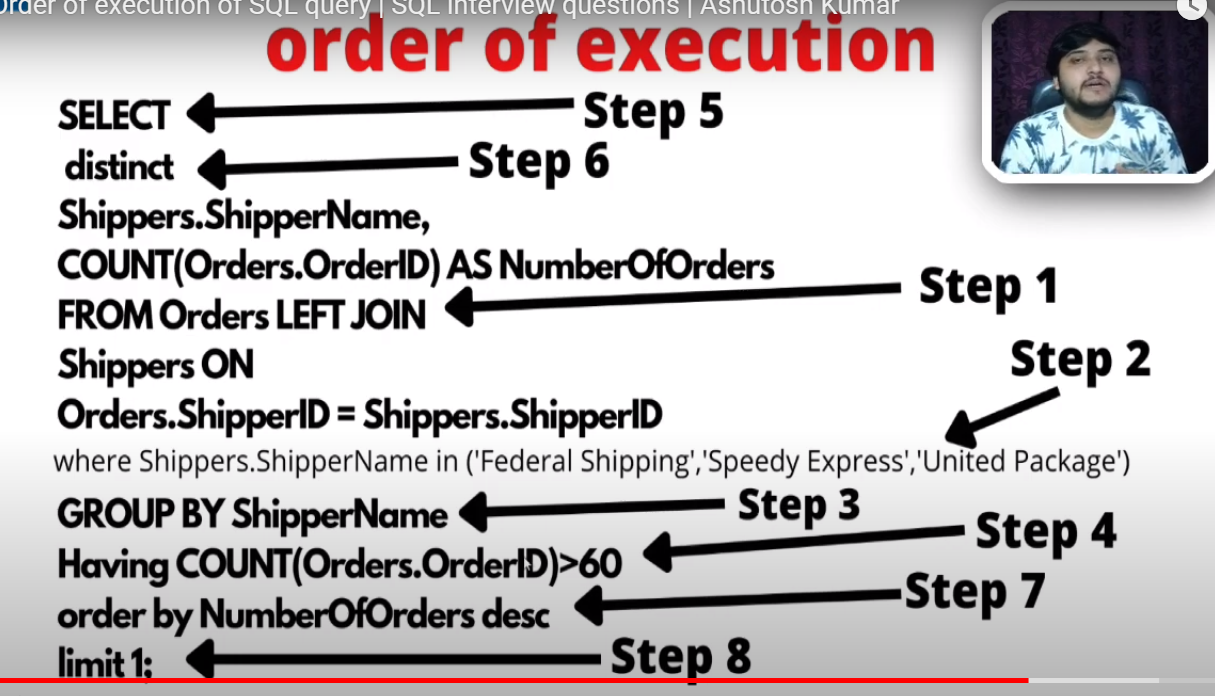 Order of execution of SQL query | SQL interview questions | Ashutosh Kumar
order of execution
SELECT Step 5
distinct Step 6
Shippers.ShipperName,
COUNT(Orders.OrderID) AS NumberOfOrders
Step 1
FROM Orders LEFT JOIN
Shippers ON
Step 2
Orders.ShipperID = Shippers.ShipperID
where Shippers.ShipperName in ('Federal Shipping','Speedy Express','United Package')
GROUP BY ShipperName Step 3
Having COUNT(Orders.OrderID)>60 Step 4
order by NumberOfOrders desc Step 7
limit 1; Step 8